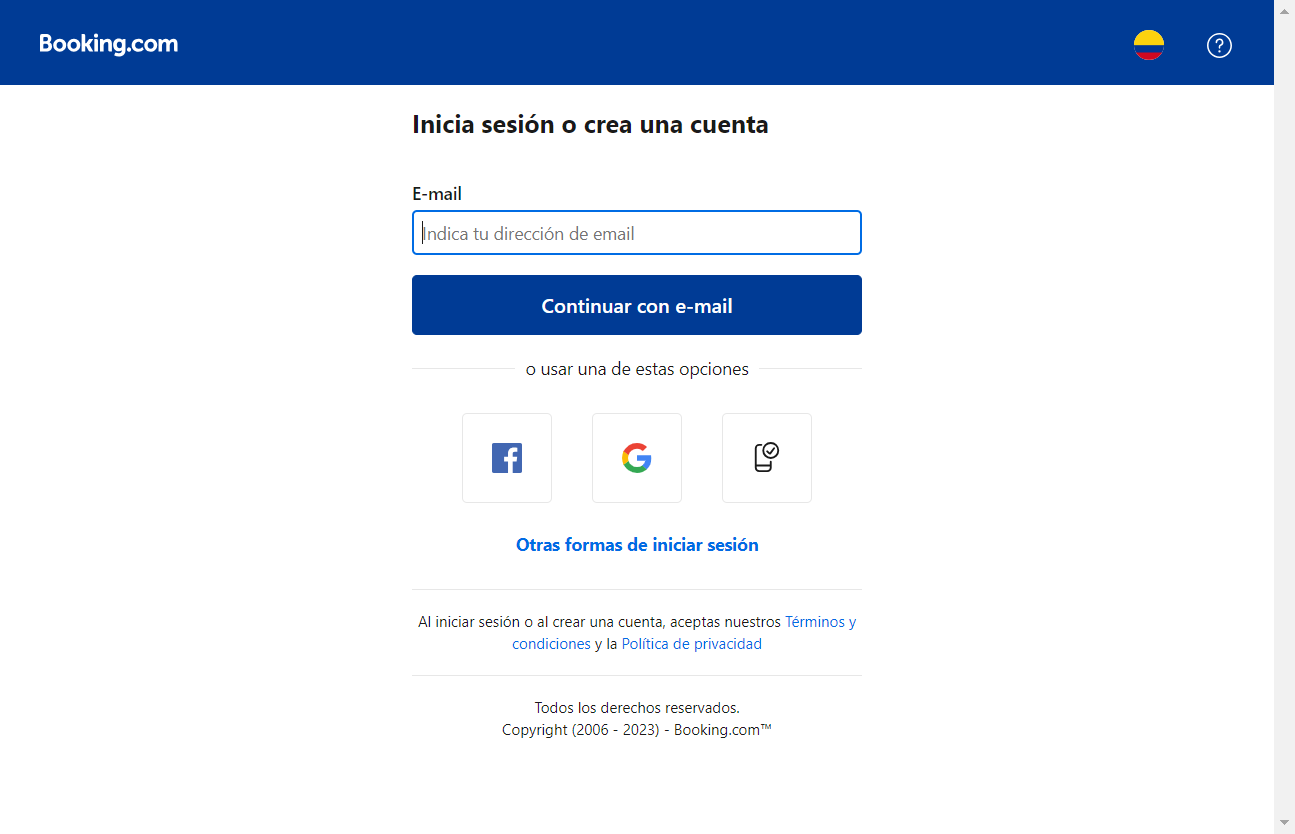 Booking.com
Inicia sesión o crea una cuenta
E-mail
Indica tu dirección de email
Continuar con e-mail
o usar una de estas opciones
Otras formas de iniciar sesión
Al iniciar sesión o al crear una cuenta, aceptas nuestros Términos y
condiciones y la Política de privacidad
Todos los derechos reservados.
Copyright (2006 - 2023) - Booking.com™